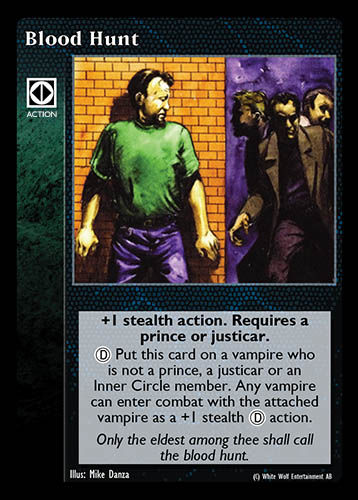 Blood Hunt
ACTION
+1 stealth action. Requires a
prince or justicar.
Ⓓ Put this card on a vampire who
is not a prince, a justicar or an
Inner Circle member. Any vampire
can enter combat with the attached
vampire as a +1 stealth Ⓓ action.
Only the eldest among thee shall call
the blood hunt.
Illus: Mike Danza
(C) White Wolf Entertainment AB